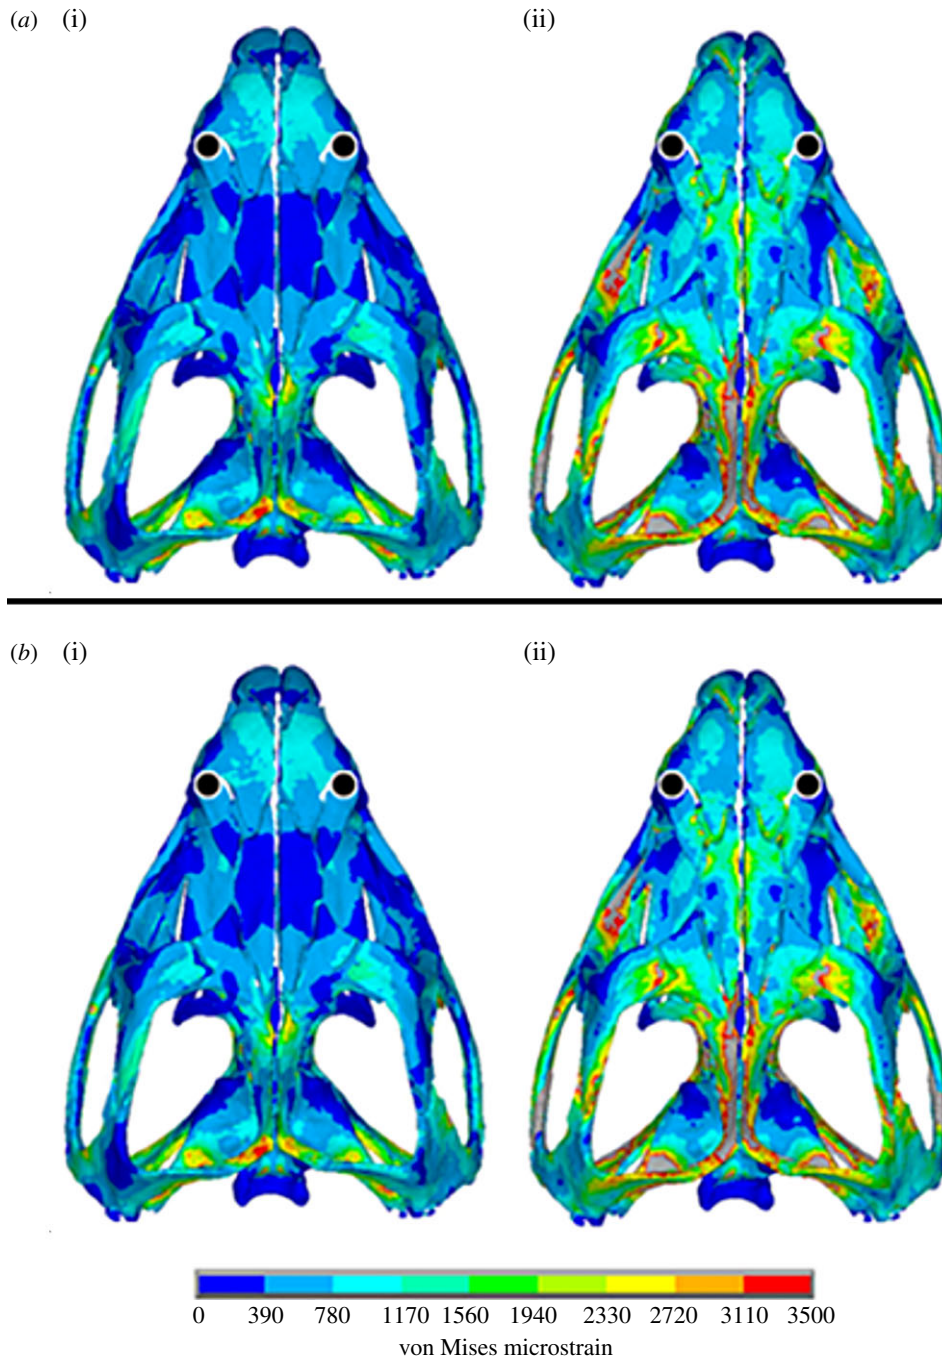 (a) (i) (ii)
(b) (i) (ii)
0 390 780 1170 1560 1940 2330 2720 3110 3500
von Mises microstrain